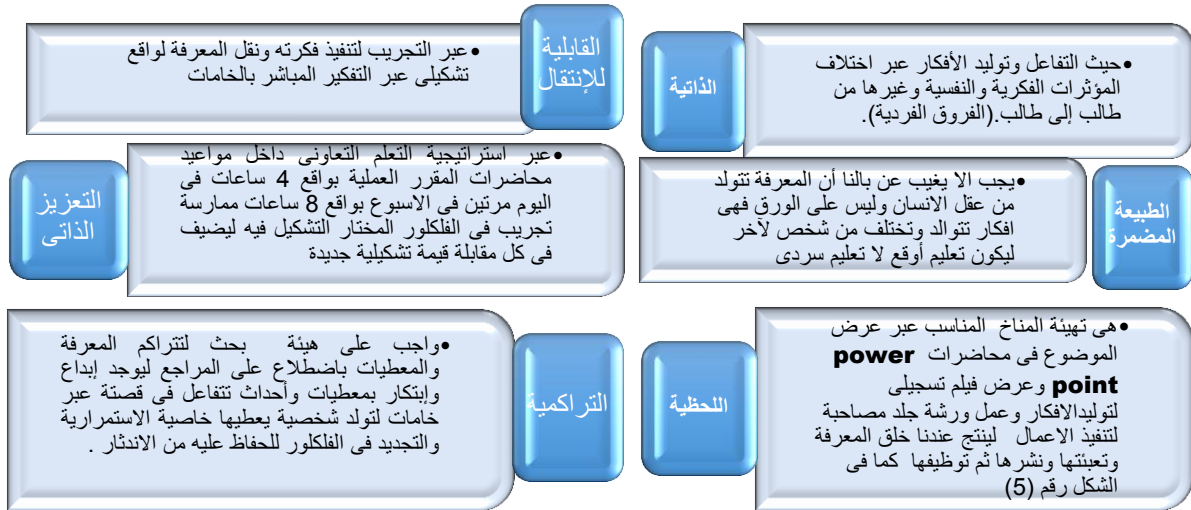 الذاتية
•حيث التفاعل وتوليد الأفكار عبر اختلاف
المؤثرات الفكرية والنفسية وغيرها من
طالب إلى طالب.(الفروق الفردية).
القابلية
للإنتقال
•عبر التجريب لتنفيذ فكرته ونقل المعرفة لواقع
تشكيلى عبر التفكير المباشر بالخامات
الطبيعة
المضمرة
•يجب الا يغيب عن بالنا أن المعرفة تتولد
من عقل الانسان وليس على الورق فهى
افكار تتوالد وتختلف من شخص لآخر
ليكون تعليم أوقع لا تعليم سردى
التعزيز
الذاتى
•عبر استراتيجية التعلم التعاونى داخل مواعيد
محاضرات المقرر العملية بواقع 4 ساعات فى
اليوم مرتين فى الاسبوع بواقع 8 ساعات ممارسة
تجريب فى الفلكلور المختار التشكيل فيه ليضيف
فى كل مقابلة قيمة تشكيلية جديدة
اللحظية
•هى تهيئة المناخ المناسب عبر عرض
الموضوع فى محاضرات power
point وعرض فيلم تسجيلى
لتوليدالافكار وعمل ورشة جلد مصاحبة
لتنفيذ الاعمال لينتج عندنا خلق المعرفة
وتعبئتها ونشرها ثم توظيفها كما فى
الشكل رقم (5)
التراكمية
•واجب على هيئة بحث لتتراكم المعرفة
والمعطيات باضطلاع على المراجع ليوجد إبداع
وإبتكار بمعطيات وأحداث تتفاعل فى قصتة عبر
خامات لتولد شخصية يعطيها خاصية الاستمرارية
والتجديد فى الفلكلور للحفاظ عليه من الاندثار .